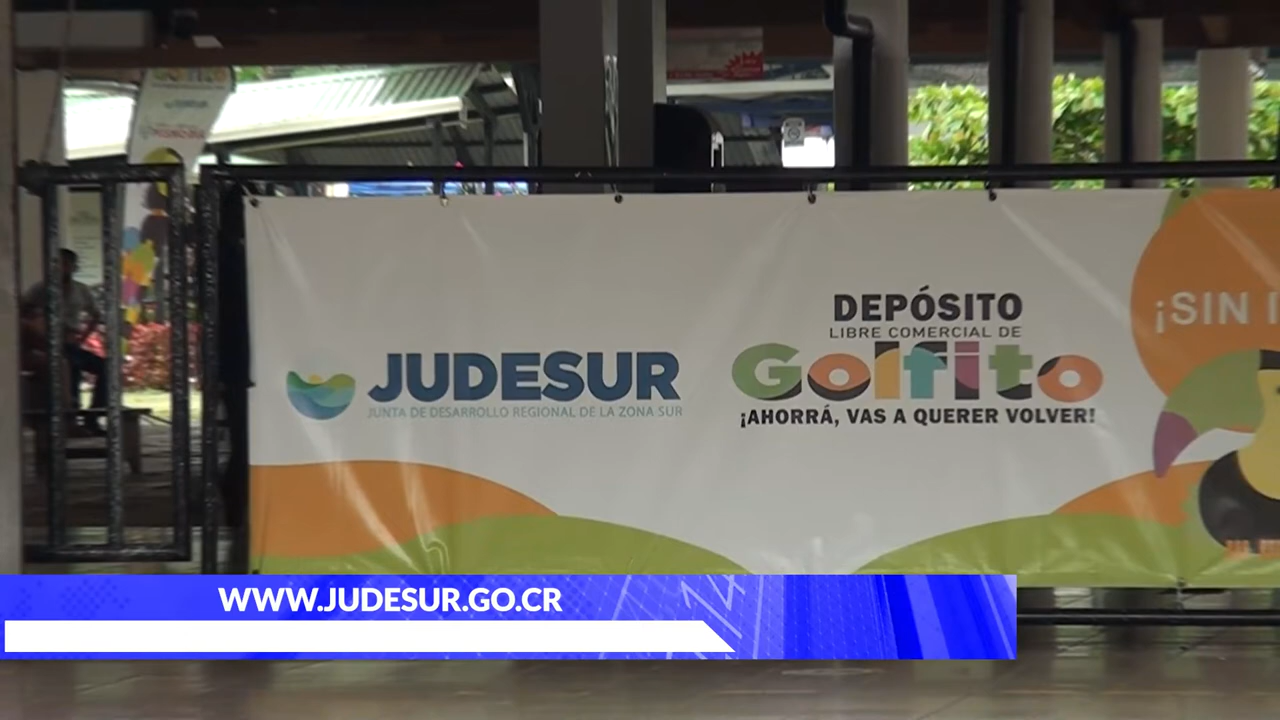 Golfito
JUDESUR
JUNTA DE DESARROLLO REGIONAL DE LA ZONA SUR
DEPÓSITO
LIBRE COMERCIAL DE
Golfito
¡AHORRÁ, VAS A QUERER VOLVER!
¡SIN
WWW.JUDESUR.GO.CR